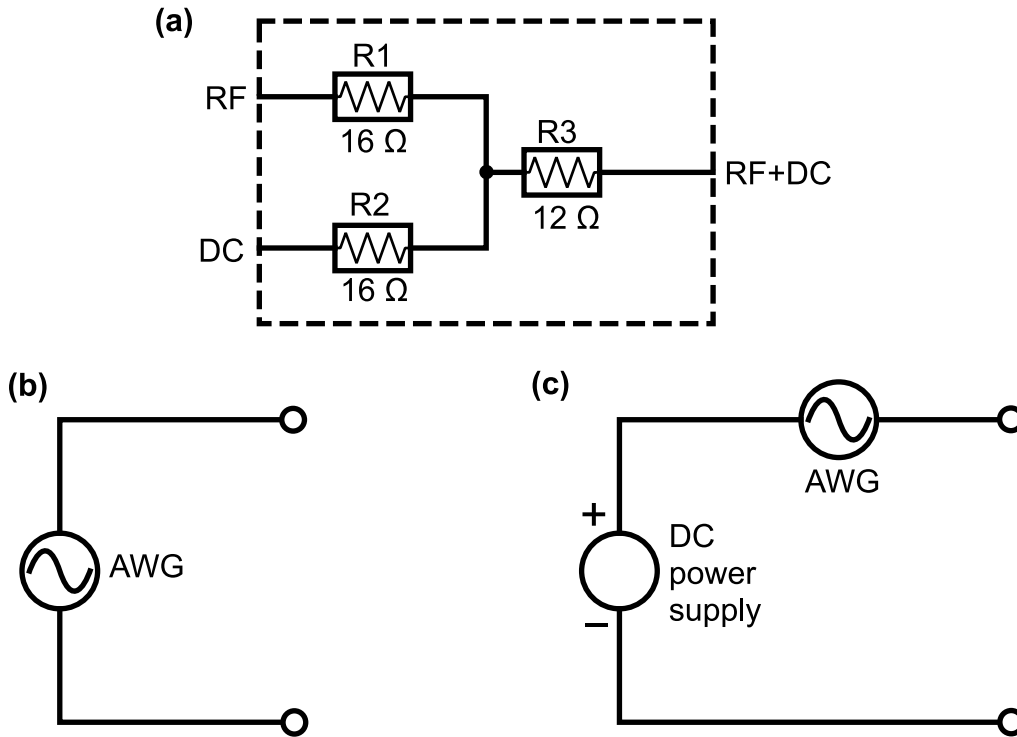 (a)
RF
R1
16 Ω
DC
R2
16 Ω
R3
12 Ω
RF+DC
(b)
AWG
(c)
AWG
+
DC
power
supply
−